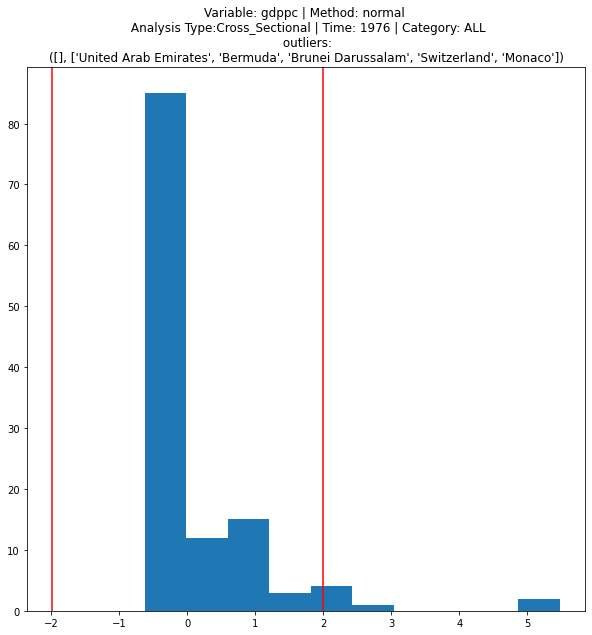 Variable: gdppc | Method: normal
Analysis Type:Cross_Sectional | Time: 1976 | Category: ALL
outliers:
([], ['United Arab Emirates', 'Bermuda', 'Brunei Darussalam', 'Switzerland', 'Monaco'])
80
70
60
50
40
30
20
10
0
−2 −1 0 1 2 3 4 5